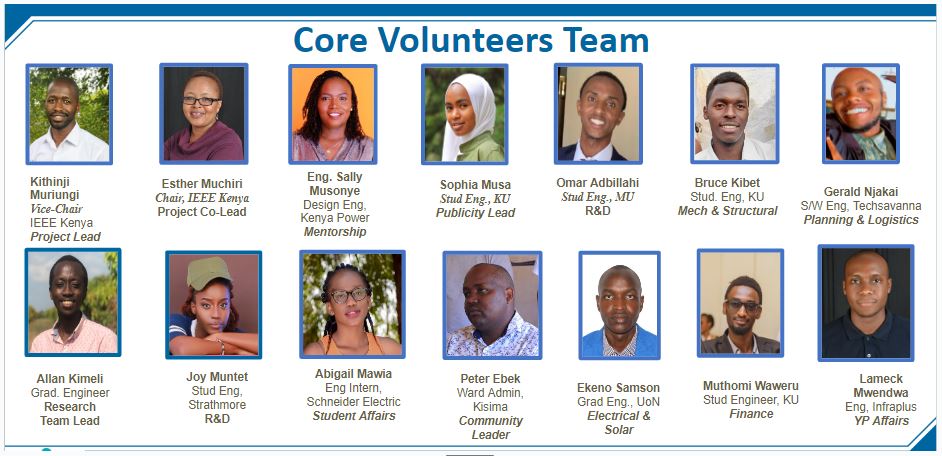 Core Volunteers Team
Kithinji
Muriungi
Vice-Chair
IEEE Kenya
Project Lead
Esther Muchiri
Chair, IEEE Kenya
Project Co-Lead
Eng. Sally
Musonye
Design Eng,
Kenya Power
Mentorship
Sophia Musa
Stud Eng., KU
Publicity Lead
Omar Adbillahi
Stud Eng., MU
R&D
Bruce Kibet
Stud. Eng, KU
Mech & Structural
Gerald Njakai
S/W Eng, Techsavanna
Planning & Logistics
Allan Kimeli
Grad. Engineer
Research
Team Lead
Joy Muntet
Stud Eng,
Strathmore
R&D
Abigail Mawia
Eng Intern,
Schneider Electric
Student Affairs
Peter Ebek
Ward Admin,
Kisima
Community
Leader
Ekeno Samson
Grad Eng., UoN
Electrical &
Solar
Muthomi Waweru
Stud Engineer, KU
Finance
Lameck
Mwendwa
Eng, Infraplus
YP Affairs